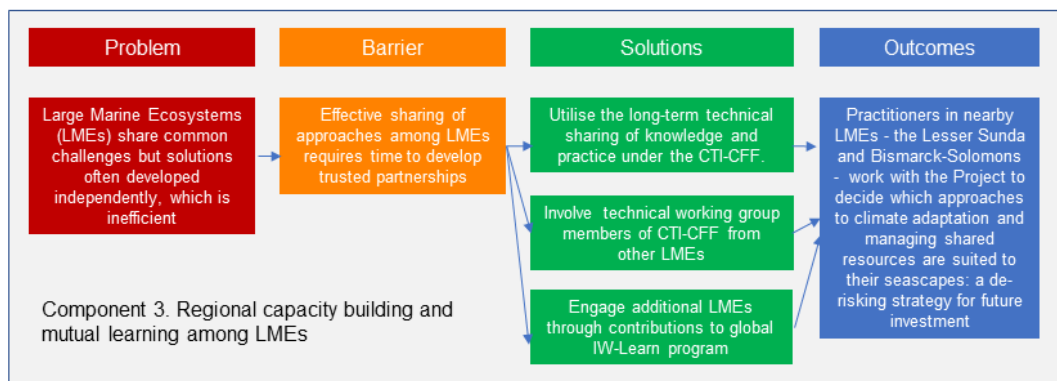 Problem
Barrier
Solutions
Outcomes
Large Marine Ecosystems
(LMEs) share common
challenges but solutions
often developed
independently, which is
inefficient
Effective sharing of
approaches among LMEs
requires time to develop
trusted partnerships
Utilise the long-term technical
sharing of knowledge and
practice under the CTI-CFF.
Involve technical working group
members of CTI-CFF from
other LMEs
Engage additional LMEs
through contributions to global
IW-Learn program
Practitioners in nearby
LMEs - the Lesser Sunda
and Bismarck-Solomons
- work with the Project to
decide which approaches
to climate adaptation and
managing shared
resources are suited to
their seascapes: a de-
risking strategy for future
investment
Component 3. Regional capacity building and
mutual learning among LMEs